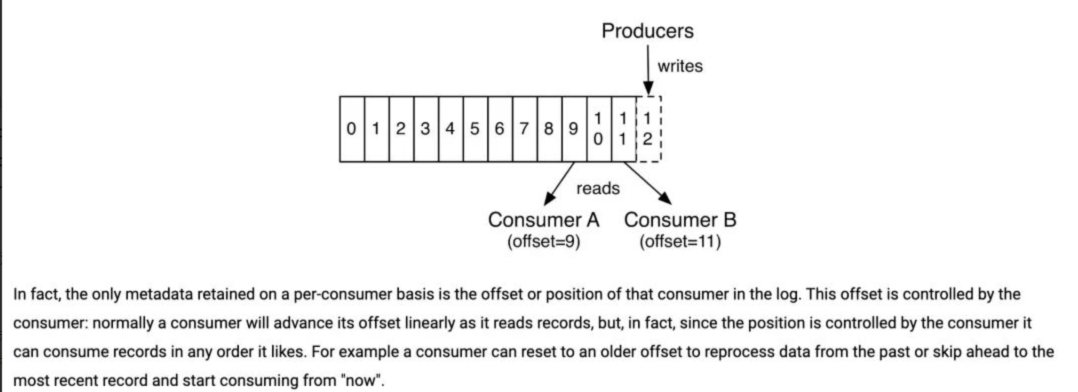 Producers
writes
0 1 2 3 4 5 6 7 8 9 10 11 12
reads
Consumer A Consumer B
(offset=9) (offset=11)
In fact, the only metadata retained on a per-consumer basis is the offset or position of that consumer in the log. This offset is controlled by the
consumer: normally a consumer will advance its offset linearly as it reads records, but, in fact, since the position is controlled by the consumer it
can consume records in any order it likes. For example a consumer can reset to an older offset to reprocess data from the past or skip ahead to the
most recent record and start consuming from "now".